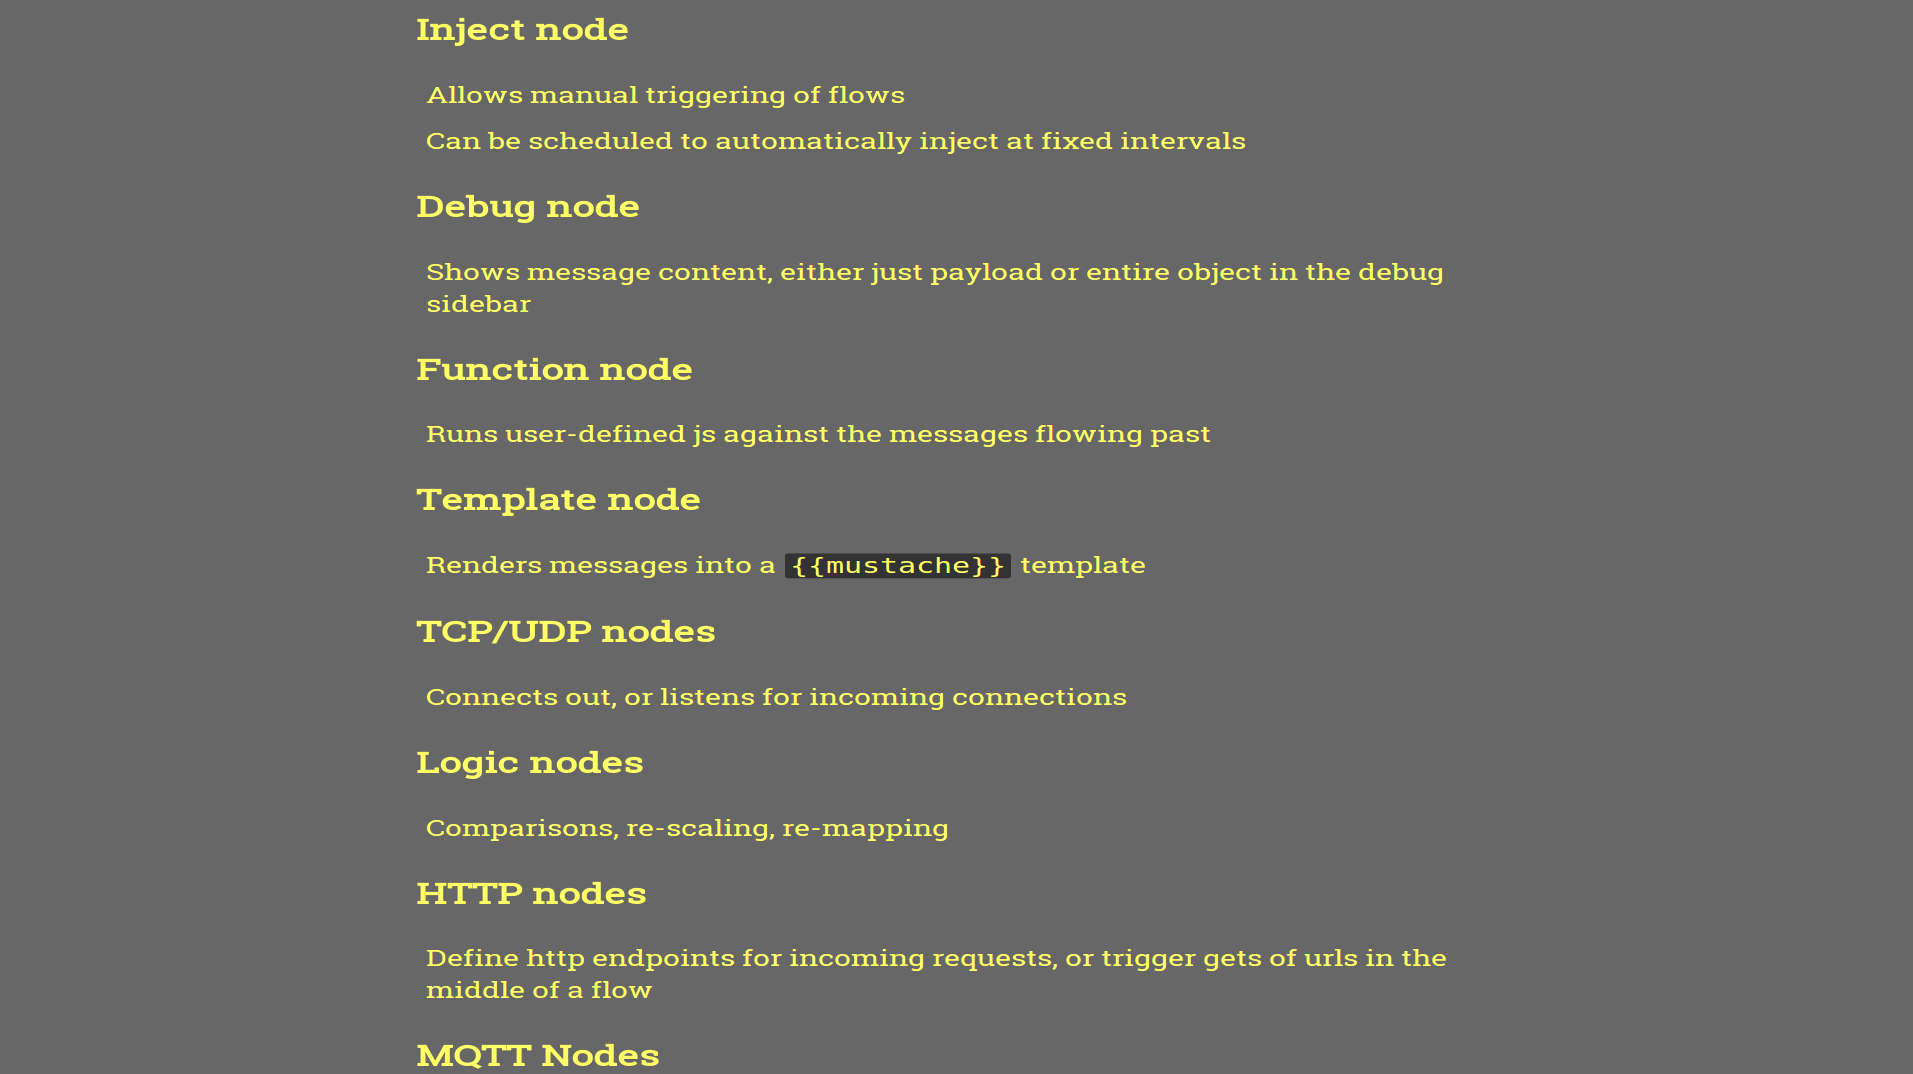 Inject node
Allows manual triggering of flows
Can be scheduled to automatically inject at fixed intervals
Debug node
Shows message content, either just payload or entire object in the debug
sidebar
Function node
Runs user-defined js against the messages flowing past
Template node
Renders messages into a {{mustache}} template
TCP/UDP nodes
Connects out, or listens for incoming connections
Logic nodes
Comparisons, re-scaling, re-mapping
HTTP nodes
Define http endpoints for incoming requests, or trigger gets of urls in the
middle of a flow
MQTT Nodes